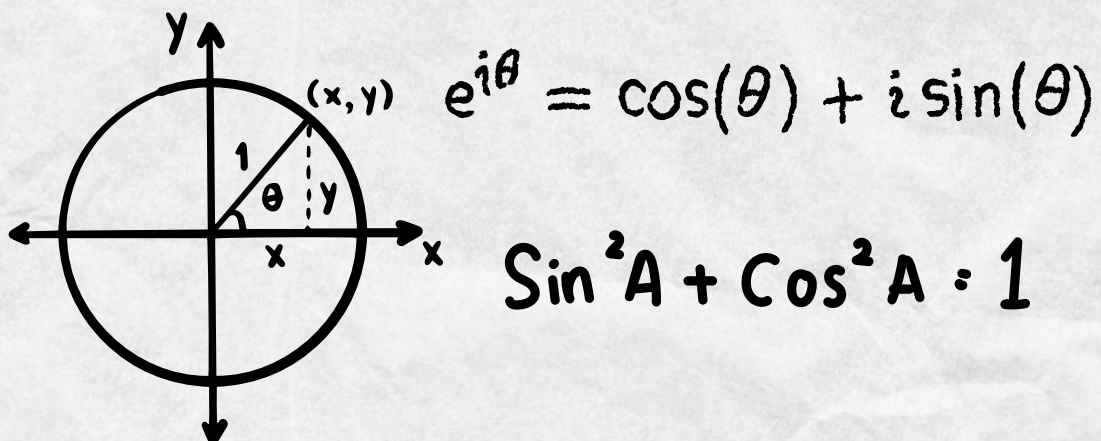 y
(x, y)
1
θ
y
x
x
e^{iθ} = cos(θ) + i sin(θ)
Sin²A + Cos²A : 1